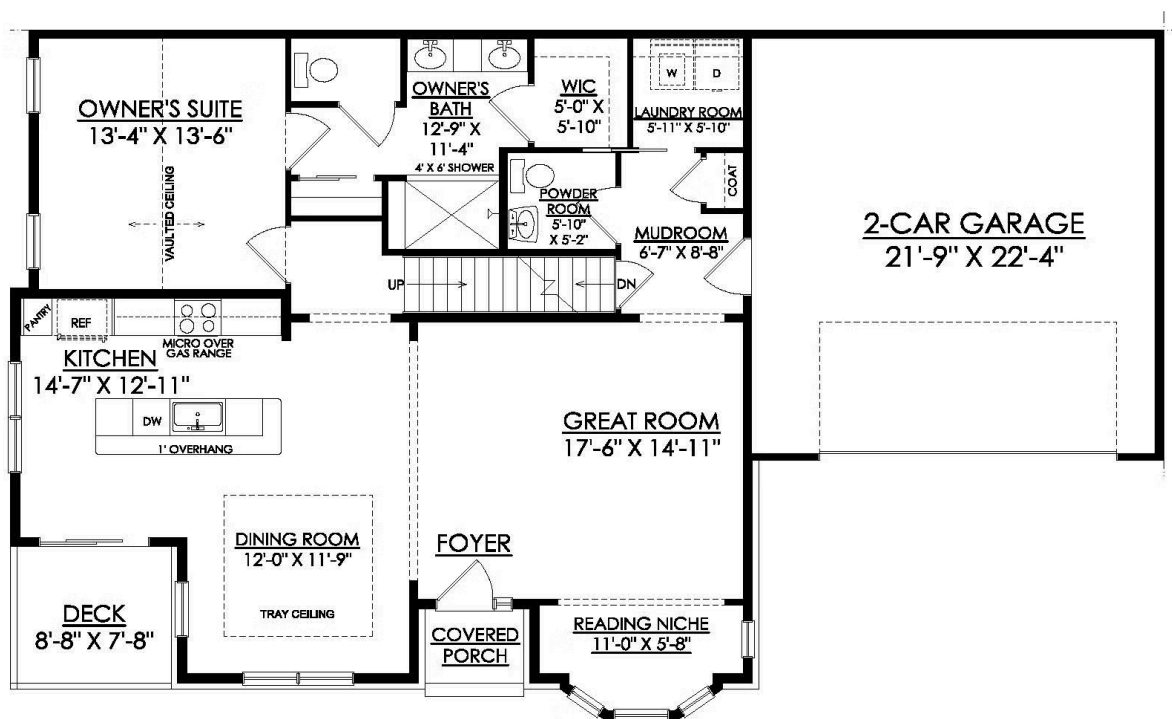 OWNER'S SUITE
13'-4" X 13'-6"
VAULTED CEILING
OWNER'S
BATH
12'-9" X
11'-4"
4' X 6' SHOWER
WIC
5'-0" X
5'-10"
W
D
LAUNDRY ROOM
5'-11" X 5'-10"
COAT
POWDER
ROOM
5'-10"
X 5'-2"
MUDROOM
6'-7" X 8'-8"
2-CAR GARAGE
21'-9" X 22'-4"
UP
DN
PANTRY
REF
MICRO OVER
GAS RANGE
KITCHEN
14'-7" X 12'-11"
DW
1' OVERHANG
GREAT ROOM
17'-6" X 14'-11"
DINING ROOM
12'-0" X 11'-9"
TRAY CEILING
FOYER
DECK
8'-8" X 7'-8"
COVERED
PORCH
READING NICHE
11'-0" X 5'-8"